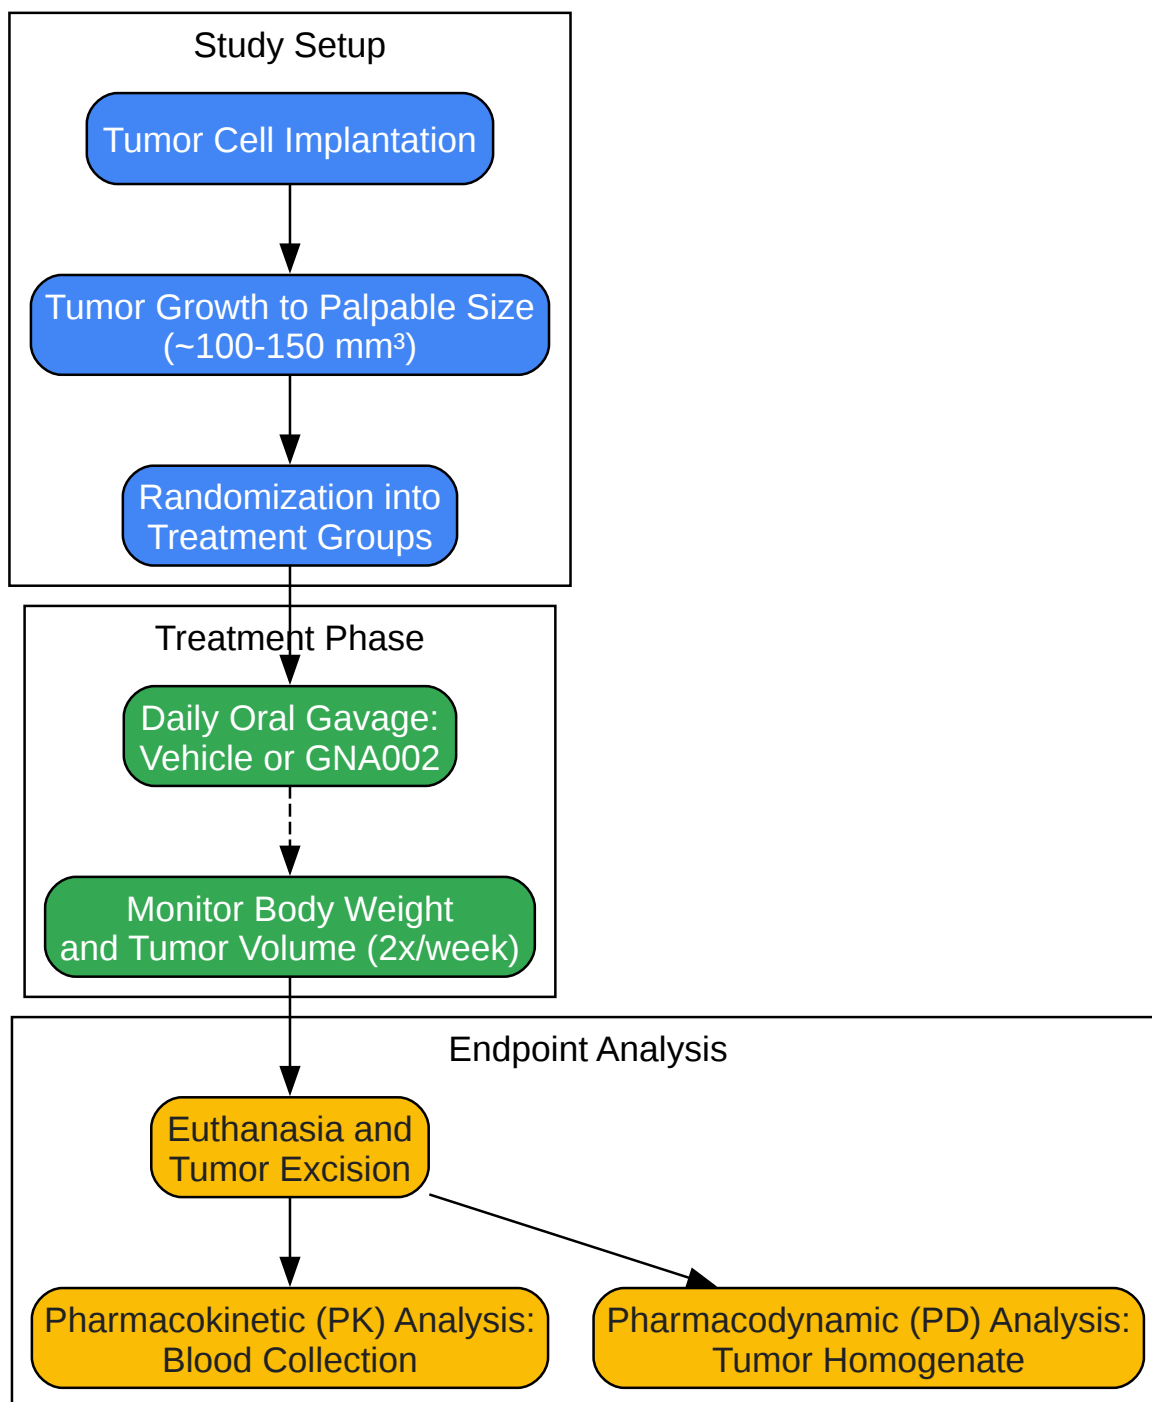 Study Setup
Tumor Cell Implantation
Tumor Growth to Palpable Size
(~100-150 mm³)
Randomization into
Treatment Groups
Treatment Phase
Daily Oral Gavage:
Vehicle or GNA002
Monitor Body Weight
and Tumor Volume (2x/week)
Endpoint Analysis
Euthanasia and
Tumor Excision
Pharmacokinetic (PK) Analysis:
Blood Collection
Pharmacodynamic (PD) Analysis:
Tumor Homogenate